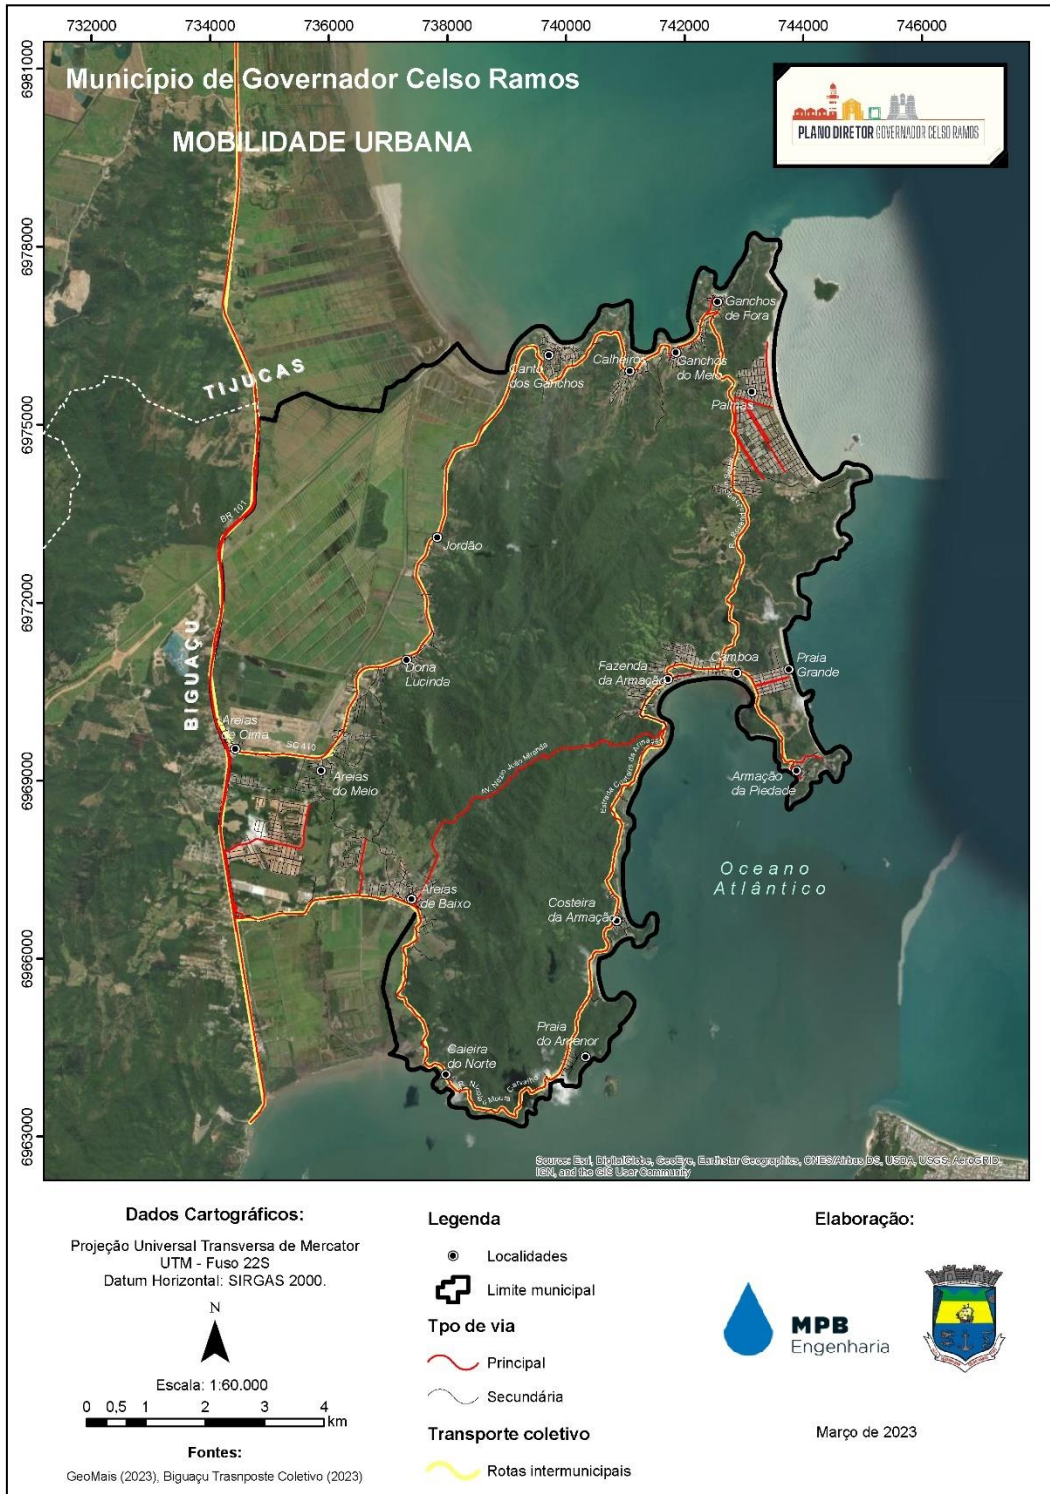 732000 734000 736000 738000 740000 742000 744000 746000
6981000
6978000
6975000
6972000
6969000
6966000
6963000
Município de Governador Celso Ramos
MOBILIDADE URBANA
PLANO DIRETOR GOVERNADOR CELSO RAMOS
TIJUCAS
BIGUAÇU
BR 101
SC 410
Ganchos
de Fora
Canto
dos Ganchos
Calheiros
Ganchos
do Meio
Palmas
Jordão
Dona
Lucinda
Fazenda
da Armação
Camboa
Praia
Grande
Areias
de Cima
Areias
do Meio
Armação
da Piedade
Estrada Costeira da Armação
Areias
de Baixo
Costeira
da Armação
Oceano
Atlântico
Praia
do Antenor
Caieira
do Norte
Source: Esri, DigitalGlobe, GeoEye, Earthstar Geographics, CNES/Airbus DS, USDA, USGS, AeroGRID,
IGN, and the GIS User Community
Dados Cartográficos:
Projeção Universal Transversa de Mercator
UTM - Fuso 22S
Datum Horizontal: SIRGAS 2000.
N
Escala: 1:60.000
0 0,5 1 2 3 4
km
Fontes:
GeoMais (2023), Biguaçu Trasnposte Coletivo (2023)
Legenda
Localidades
Limite municipal
Tpo de via
Principal
Secundária
Transporte coletivo
Rotas intermunicipais
Elaboração:
MPB
Engenharia
Março de 2023